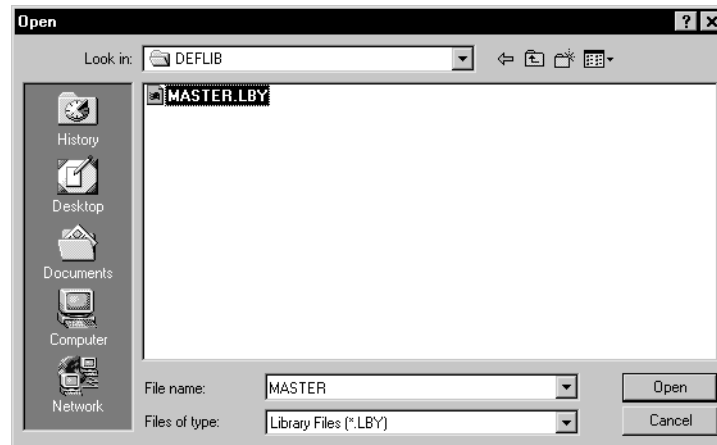 Open
Look in: DEFLIB
MASTER.LBY
History
Desktop
Documents
Computer
Network
File name: MASTER Open
Files of type: Library Files (*.LBY) Cancel